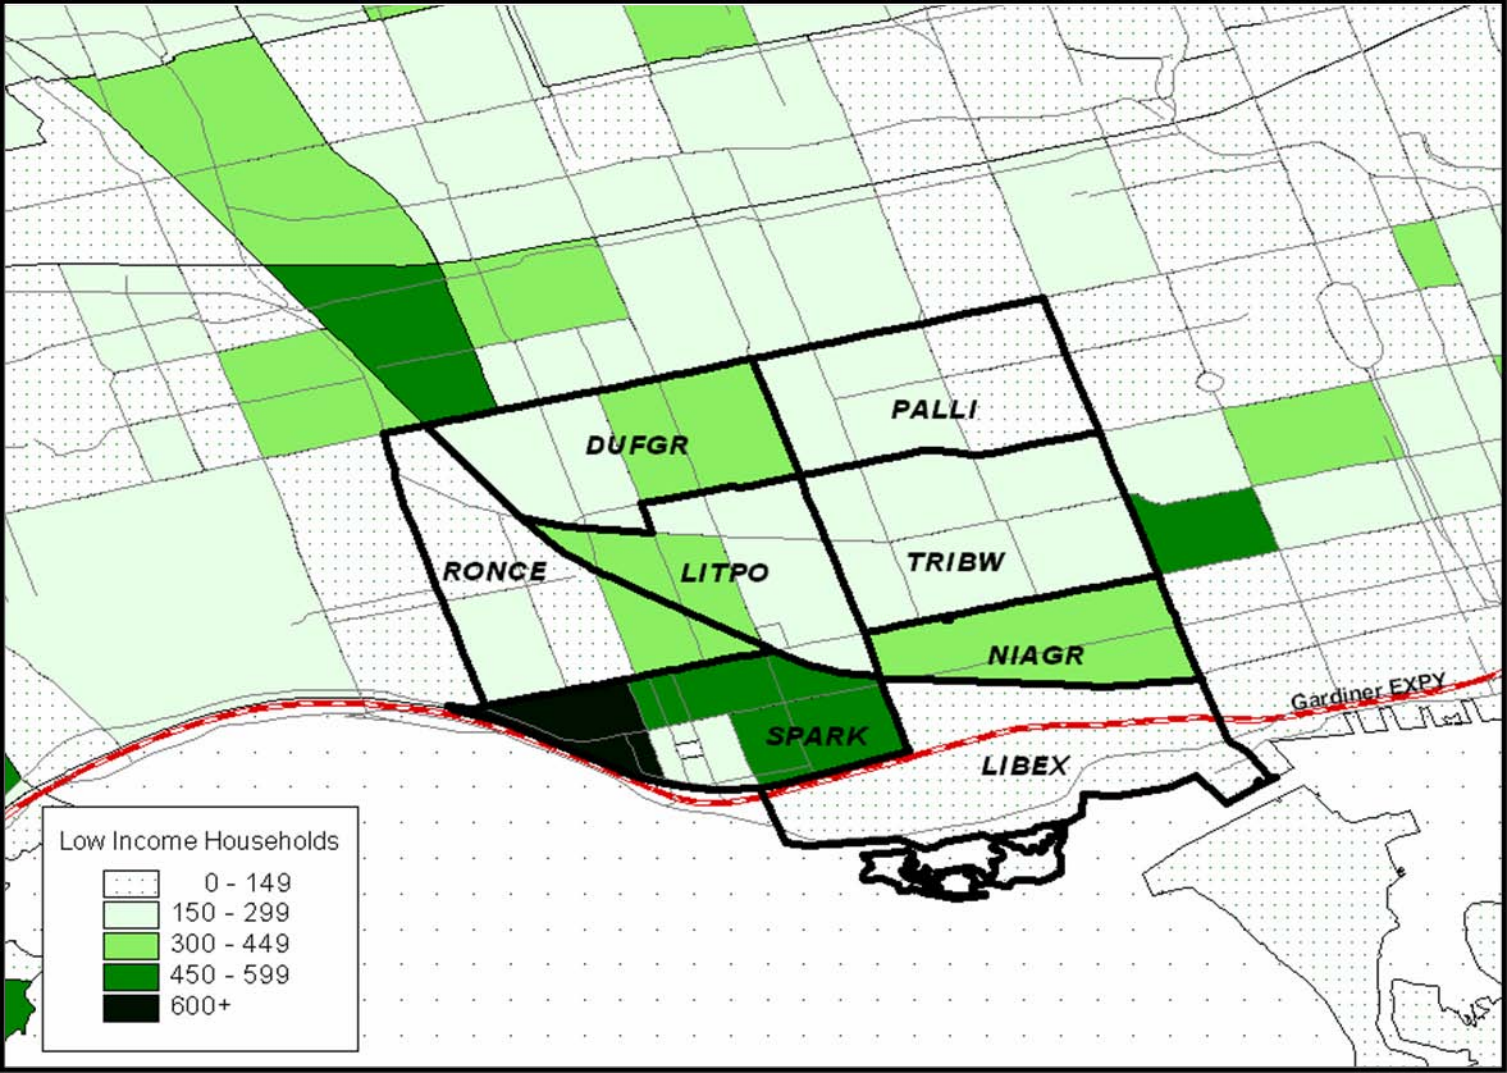 PALLI
DUFGR
RONCE
LITPO
TRIBW
NIAGR
Gardiner EXPY
SPARK
LIBEX
Low Income Households
0 - 149
150 - 299
300 - 449
450 - 599
600+